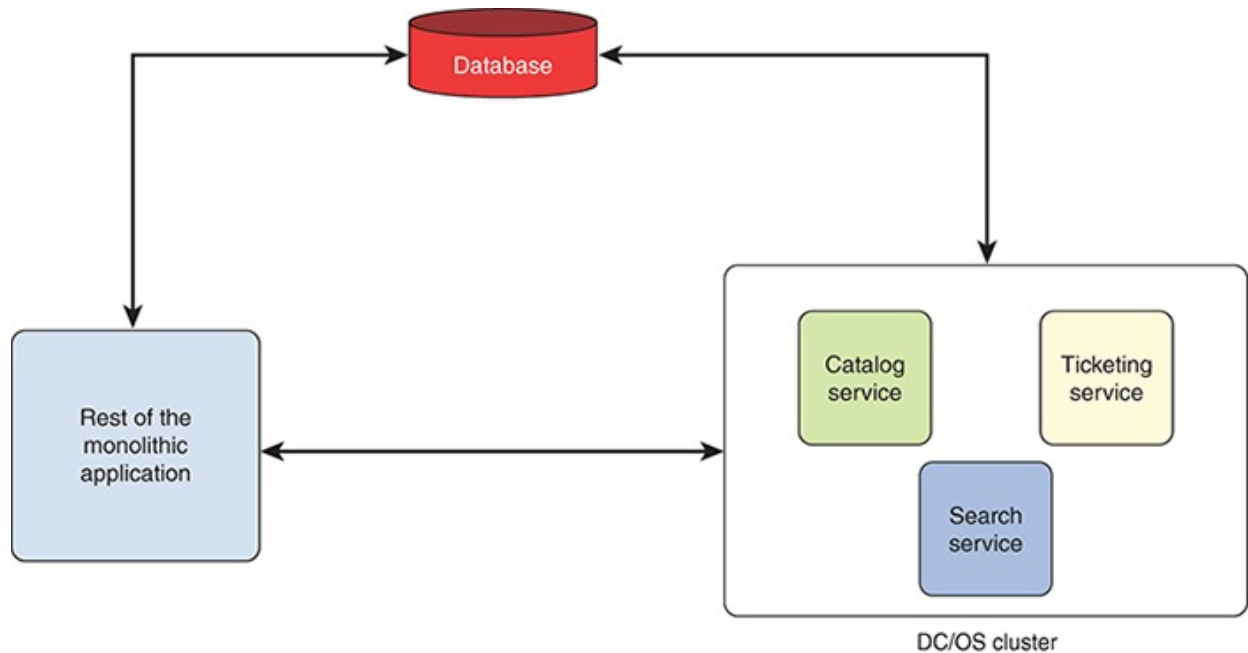 Database
Rest of the
monolithic
application
Catalog
service
Ticketing
service
Search
service
DC/OS cluster